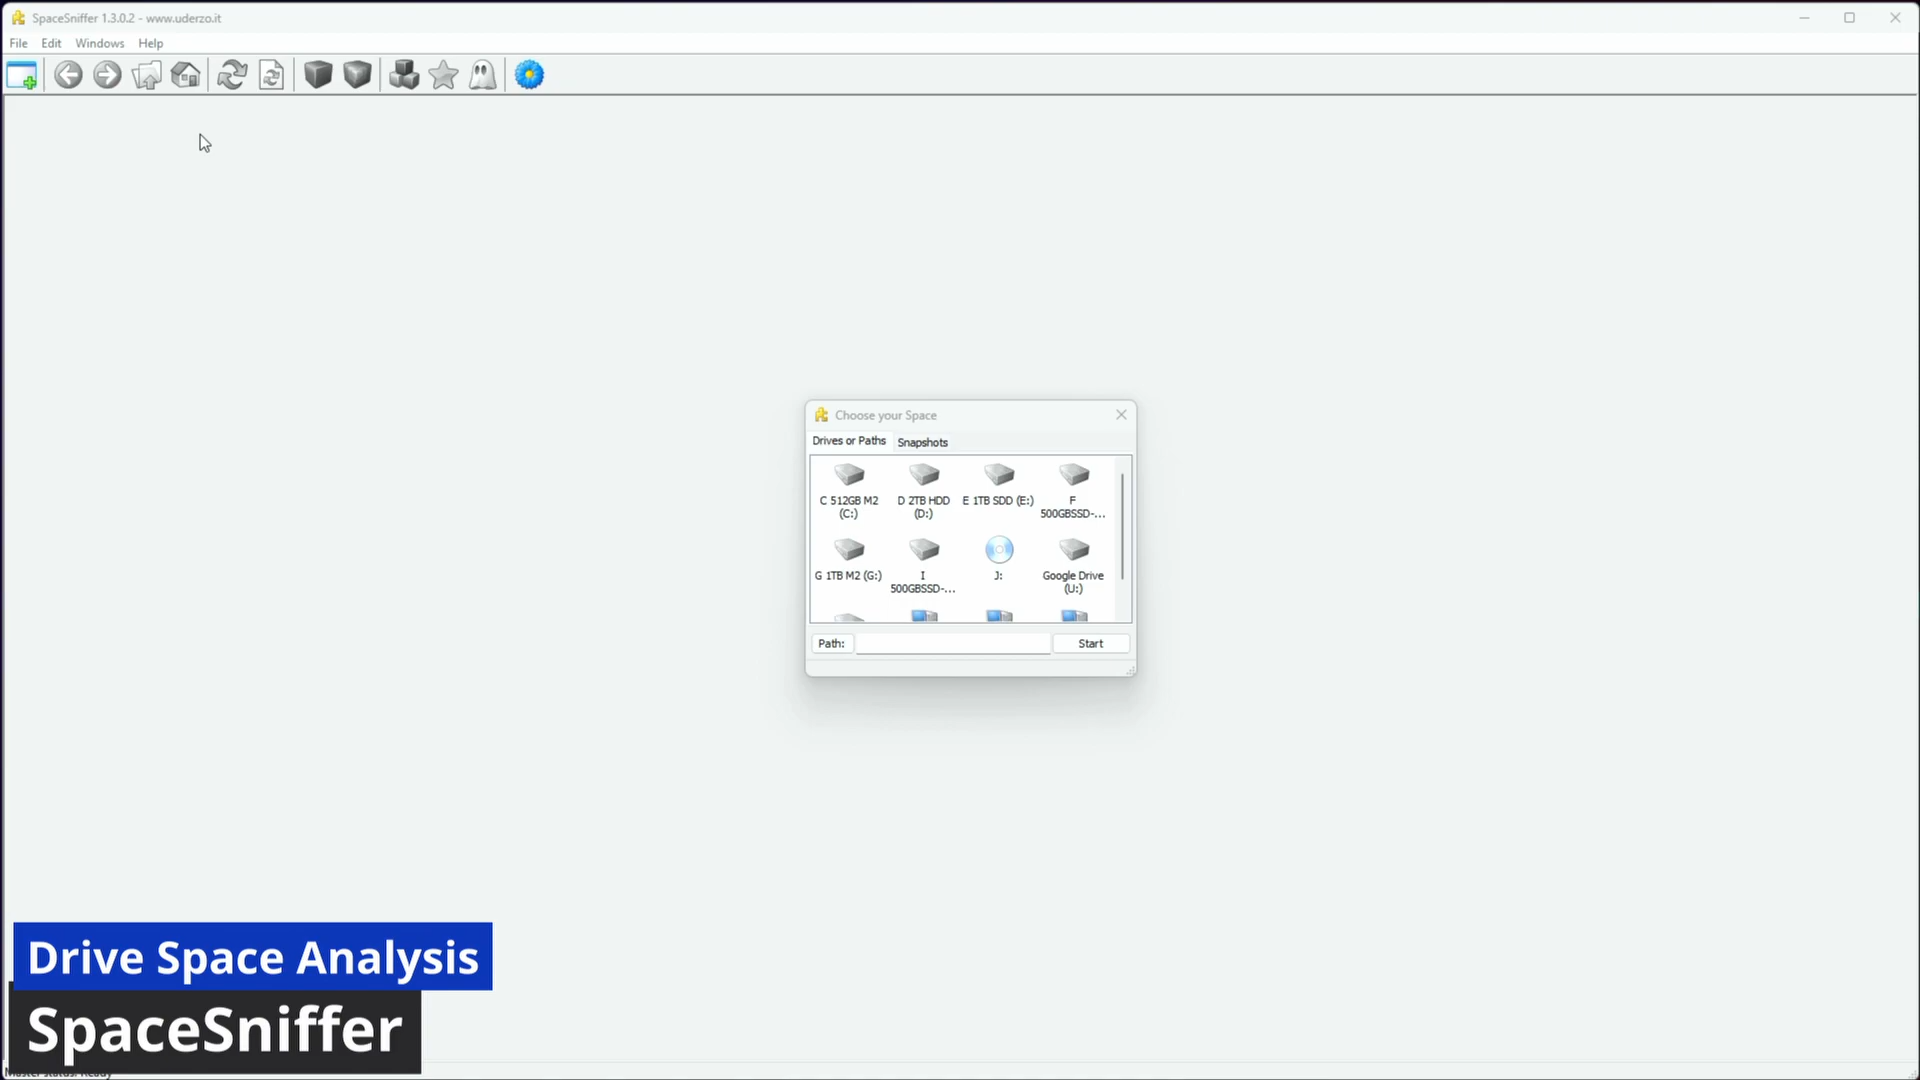 SpaceSniffer 1.3.0.2 - www.uderzo.it
File Edit Windows Help
Choose your Space
Drives or Paths Snapshots
C 512GB M2 D 2TB HDD E 1TB SDD (E:) F
(C:) (D:) 500GBSSD-...
G 1TB M2 (G:) I J: Google Drive
500GBSSD-... (U:)
Path: Start
Drive Space Analysis
SpaceSniffer